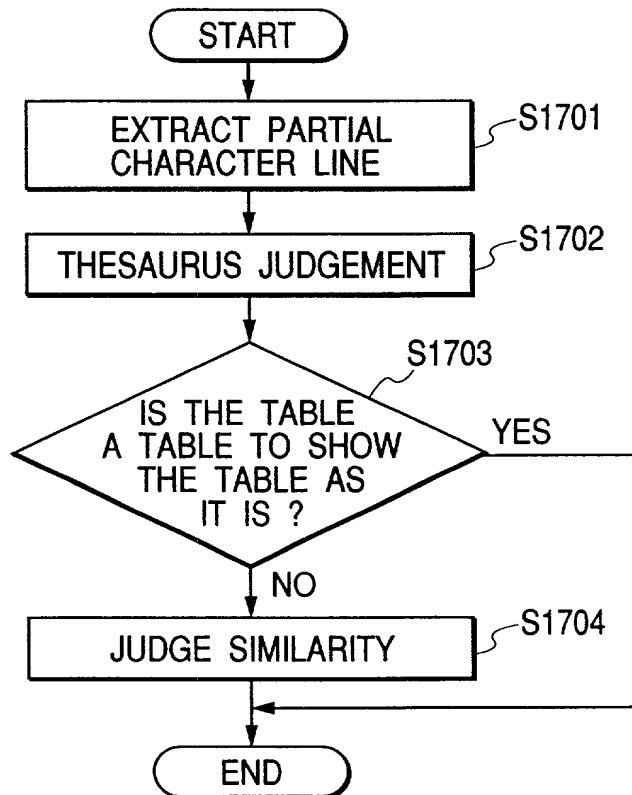 START
EXTRACT PARTIAL
CHARACTER LINE
S1701
THESAURUS JUDGEMENT
S1702
S1703
IS THE TABLE
A TABLE TO SHOW
THE TABLE AS
IT IS ?
YES
NO
JUDGE SIMILARITY
S1704
END